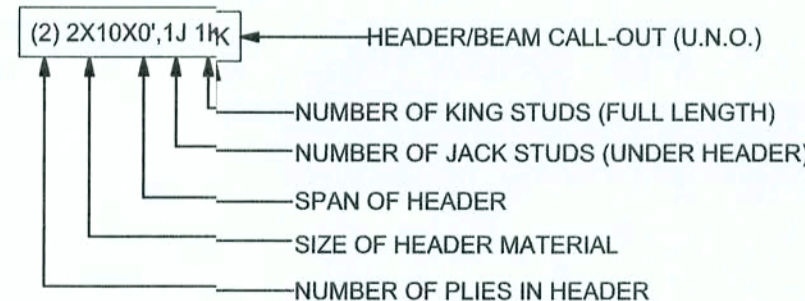 (2) 2X10X0',1J 1K
HEADER/BEAM CALL-OUT (U.N.O.)
NUMBER OF KING STUDS (FULL LENGTH)
NUMBER OF JACK STUDS (UNDER HEADER)
SPAN OF HEADER
SIZE OF HEADER MATERIAL
NUMBER OF PLIES IN HEADER